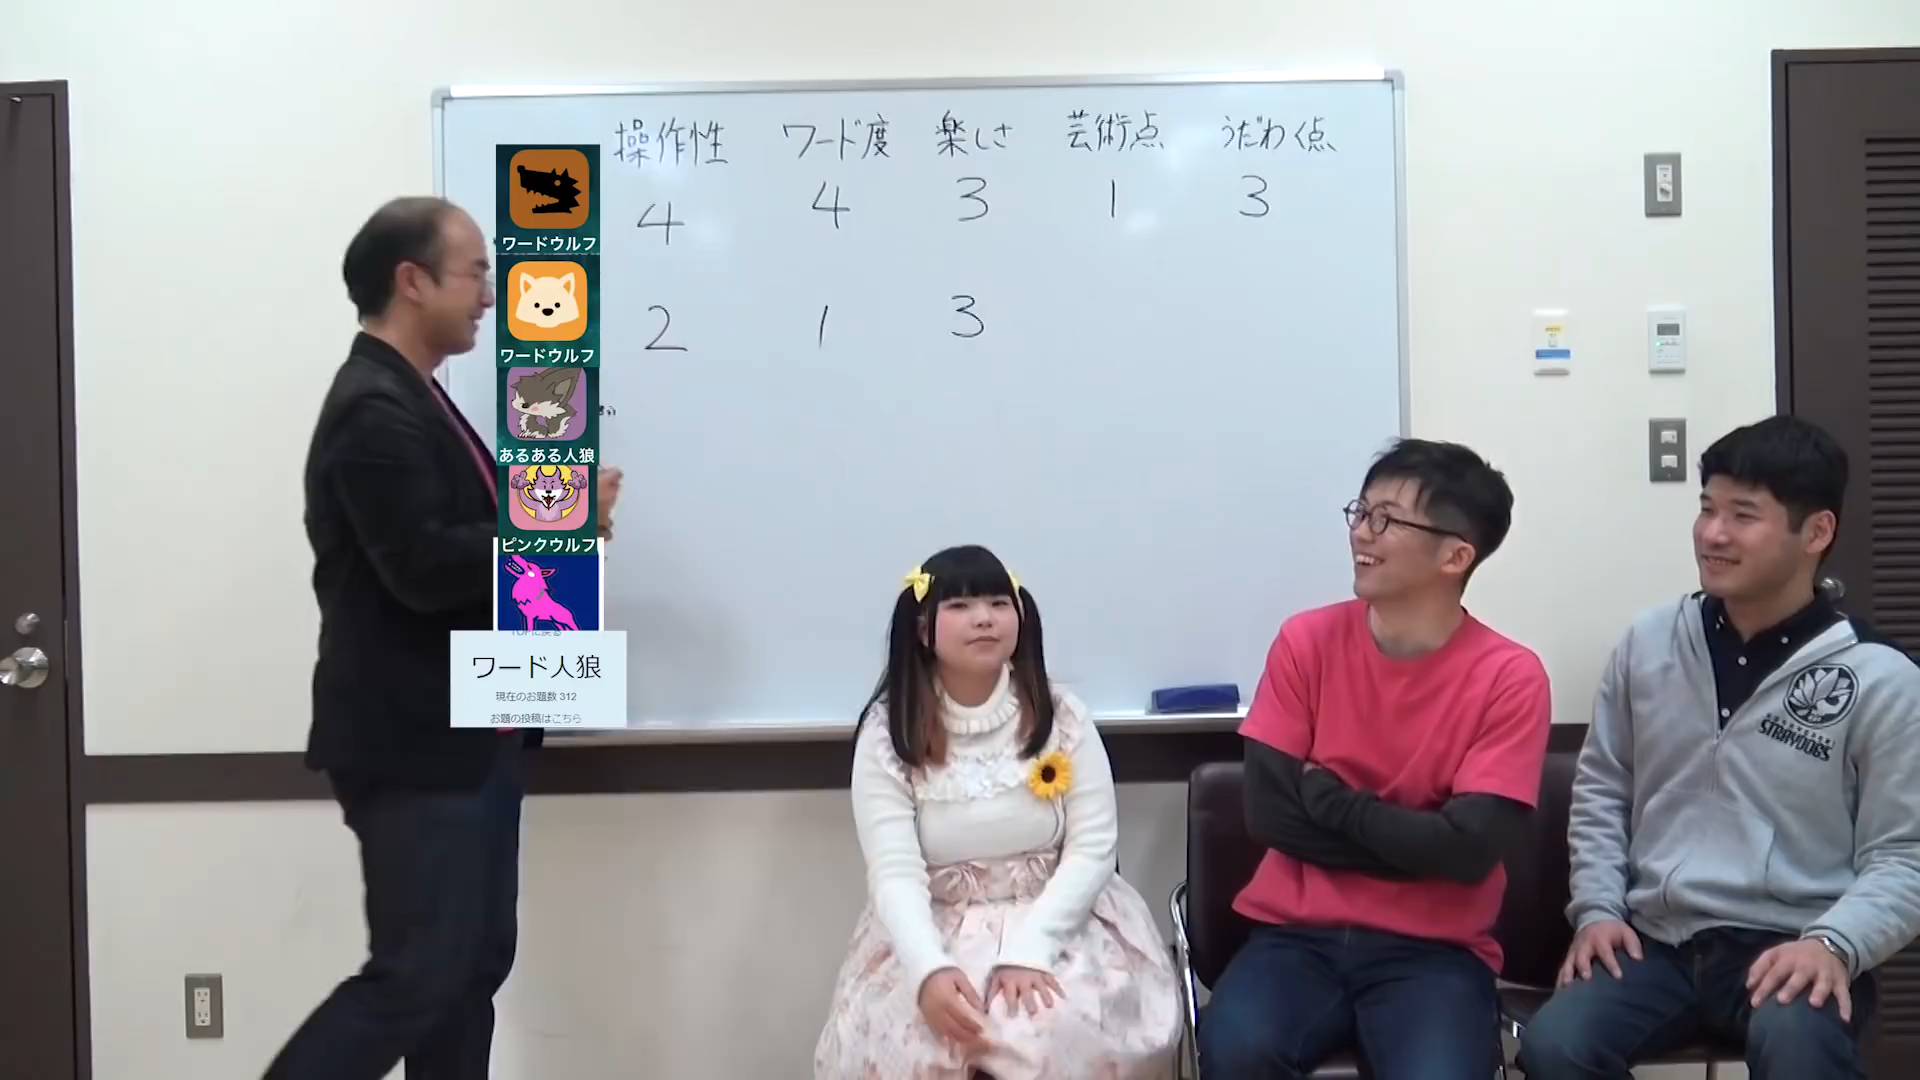 操作性 ワード度 楽しさ 芸術点 うだわく点
ワードウルフ 4 4 3 1 3
ワードウルフ 2 1 3
あるある人狼
ピンクウルフ
TOPに戻る
ワード人狼
現在のお題数 312
お題の投稿はこちら
STRAYDOGS